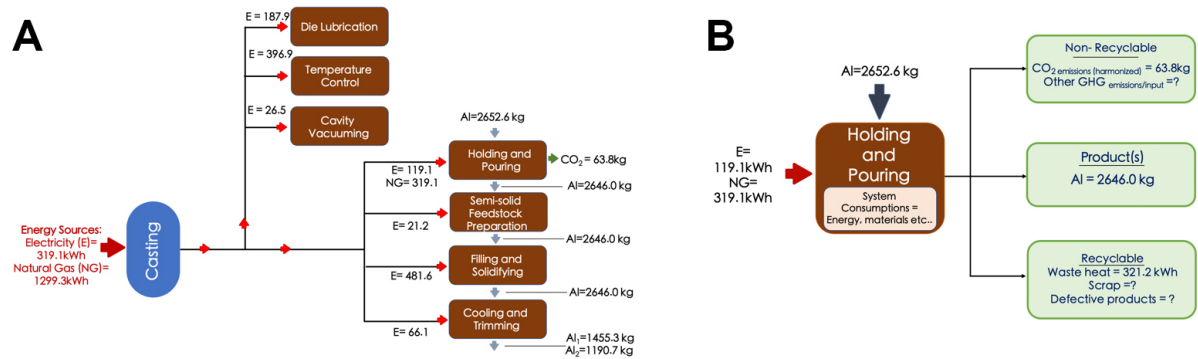 A
E = 187.9
Die Lubrication
E = 396.9
Temperature
Control
E = 26.5
Cavity
Vacuuming
Al=2652.6 kg
E= 119.1
NG= 319.1
Holding and
Pouring
CO2 = 63.8kg
Al=2646.0 kg
E = 21.2
Semi-solid
Feedstock
Preparation
Al=2646.0 kg
Energy Sources:
Electricity (E)=
319.1kWh
Natural Gas (NG)=
1299.3kWh
Casting
E = 481.6
Filling and
Solidifying
Al=2646.0 kg
E= 66.1
Cooling and
Trimming
Al1=1455.3 kg
Al2=1190.7 kg
B
Al=2652.6 kg
E=
119.1kWh
NG=
319.1kWh
Holding
and
Pouring
System
Consumptions =
Energy, materials etc..
Non- Recyclable
CO2 emissions (harmonized) = 63.8kg
Other GHG emissions/input =?
Product(s)
Al = 2646.0 kg
Recyclable
Waste heat = 321.2 kWh
Scrap =?
Defective products = ?